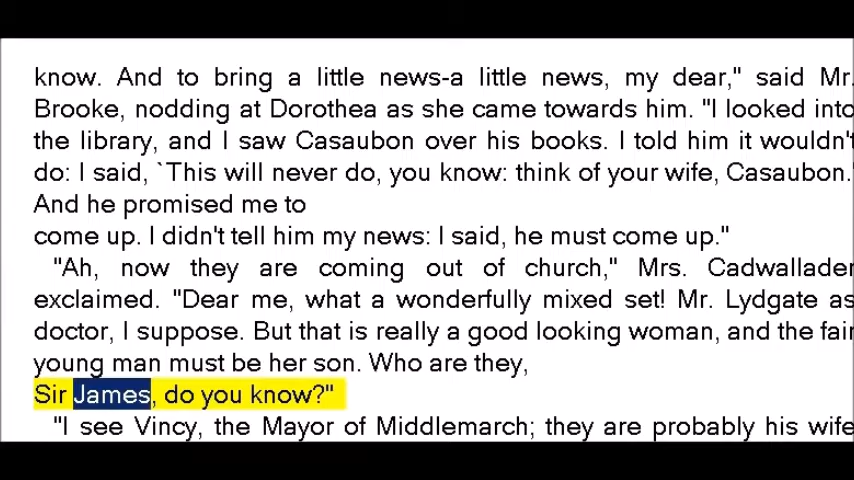 know. And to bring a little news-a little news, my dear," said Mr.
Brooke, nodding at Dorothea as she came towards him. "I looked into
the library, and I saw Casaubon over his books. I told him it wouldn't
do: I said, `This will never do, you know: think of your wife, Casaubon.'
And he promised me to
come up. I didn't tell him my news: I said, he must come up."
"Ah, now they are coming out of church," Mrs. Cadwallader
exclaimed. "Dear me, what a wonderfully mixed set! Mr. Lydgate as
doctor, I suppose. But that is really a good looking woman, and the fair
young man must be her son. Who are they,
Sir James, do you know?"
"I see Vincy, the Mayor of Middlemarch; they are probably his wife